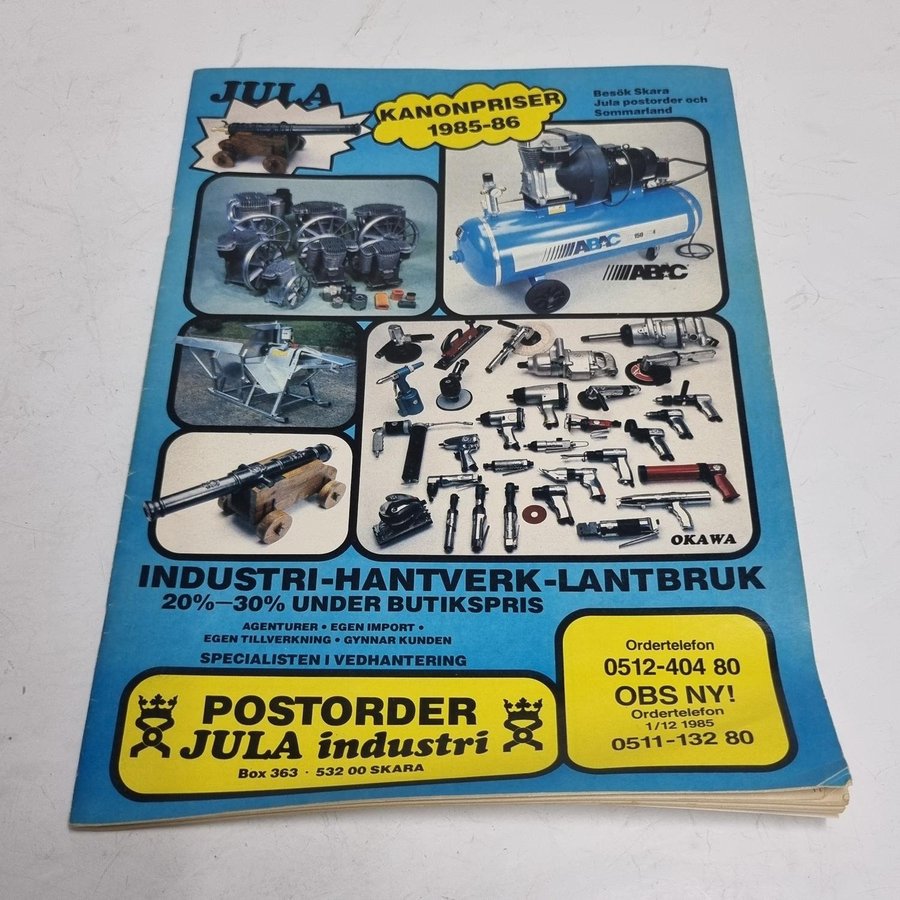 JULA
KANONPRISER
1985-86
Besök Skara
Jula postorder och
Sommarland
ABAC
150
ABAC
OKAWA
INDUSTRI-HANTVERK-LANTBRUK
20%–30% UNDER BUTIKSPRIS
AGENTURER • EGEN IMPORT •
EGEN TILLVERKNING • GYNNAR KUNDEN
SPECIALISTEN I VEDHANTERING
POSTORDER
JULA industri
Box 363 · 532 00 SKARA
Ordertelefon
0512-404 80
OBS NY!
Ordertelefon
1/12 1985
0511-132 80